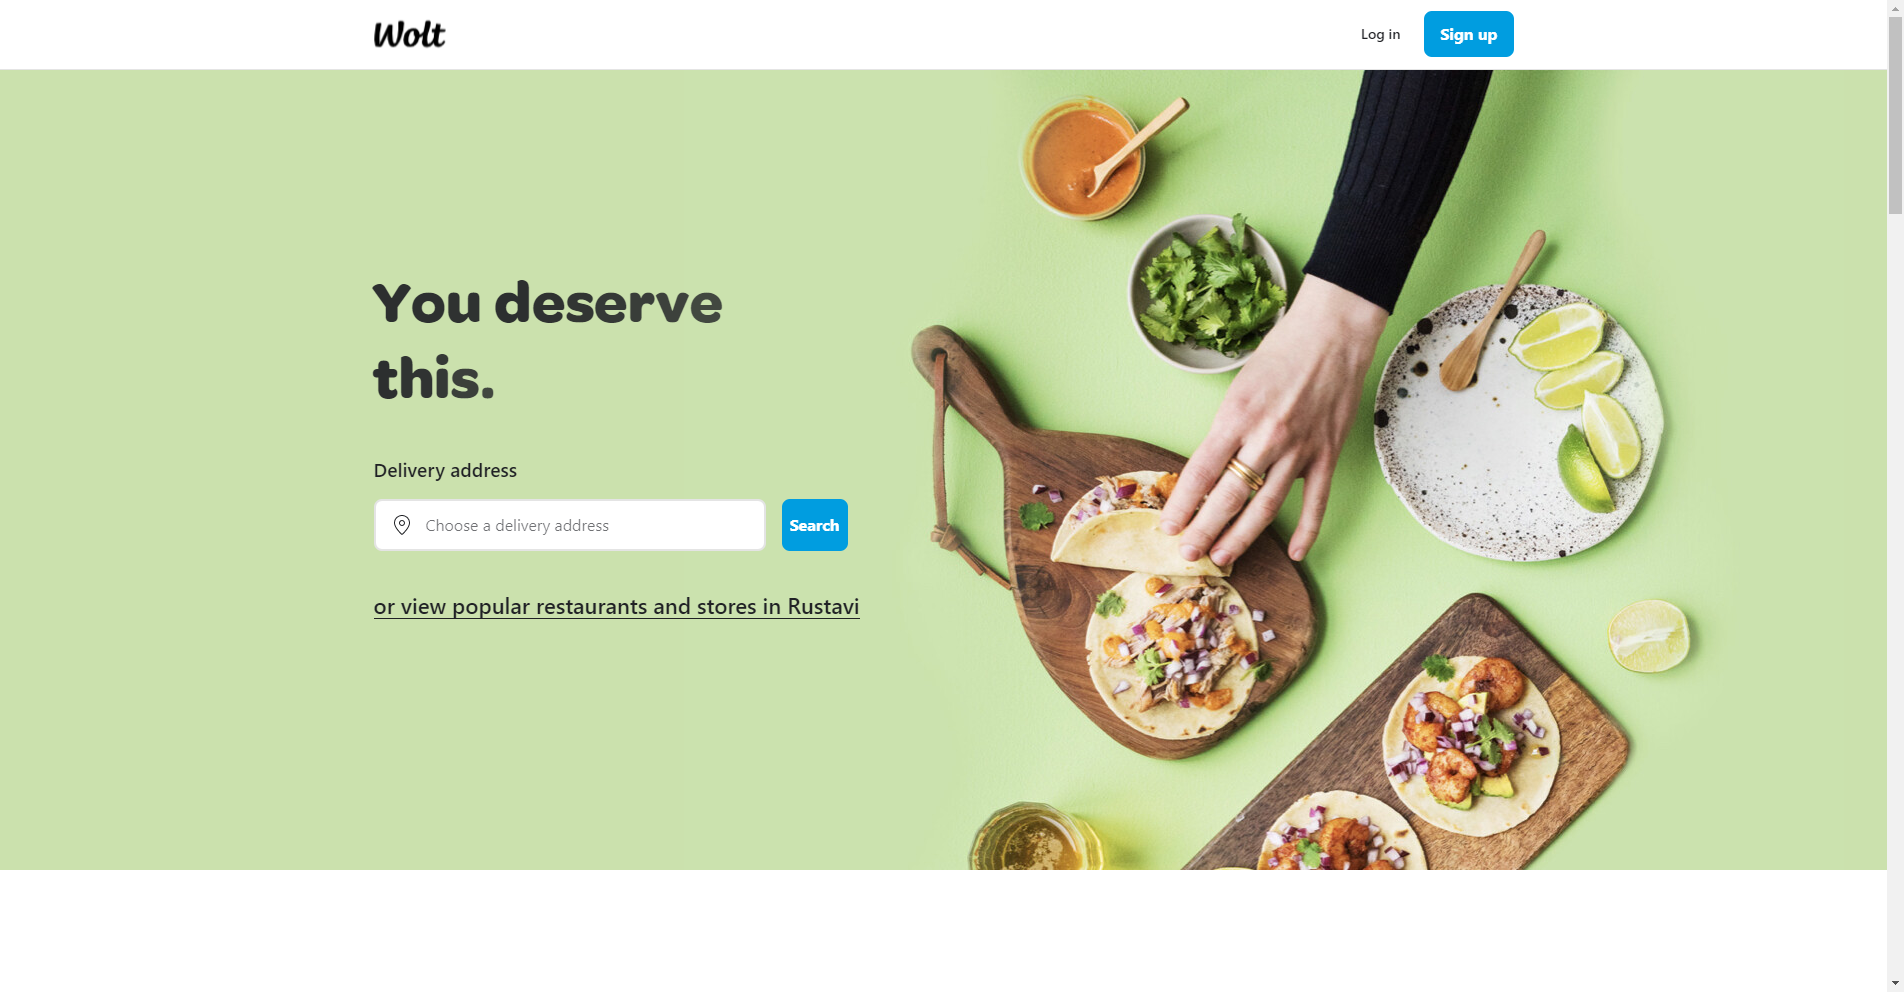 Wolt
Log in
Sign up
You deserve
this.
Delivery address
Choose a delivery address
Search
or view popular restaurants and stores in Rustavi